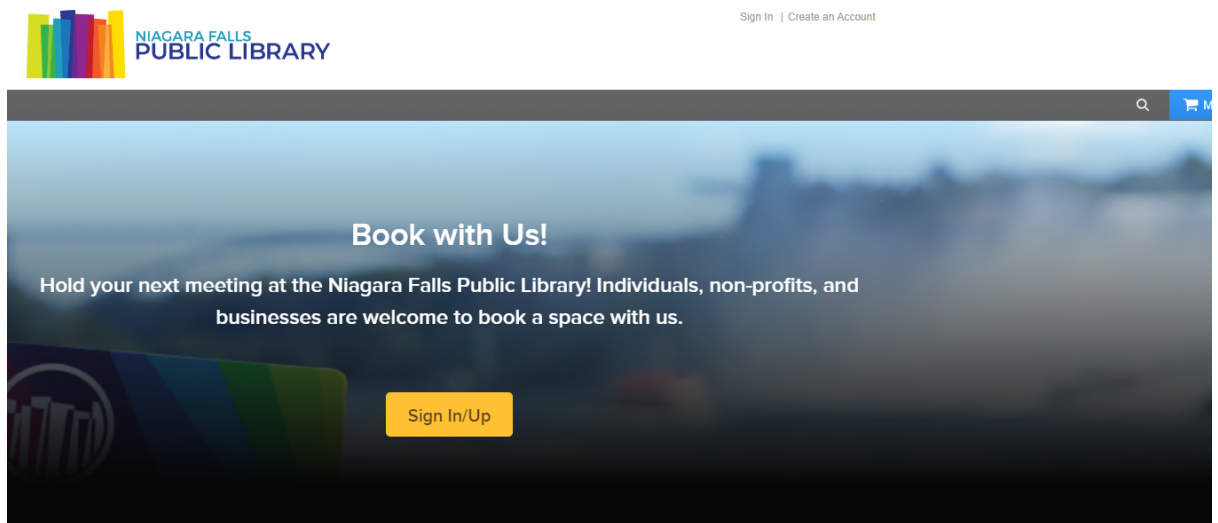 Sign In | Create an Account
NIAGARA FALLS
PUBLIC LIBRARY
Book with Us!
Hold your next meeting at the Niagara Falls Public Library! Individuals, non-profits, and
businesses are welcome to book a space with us.
Sign In/Up